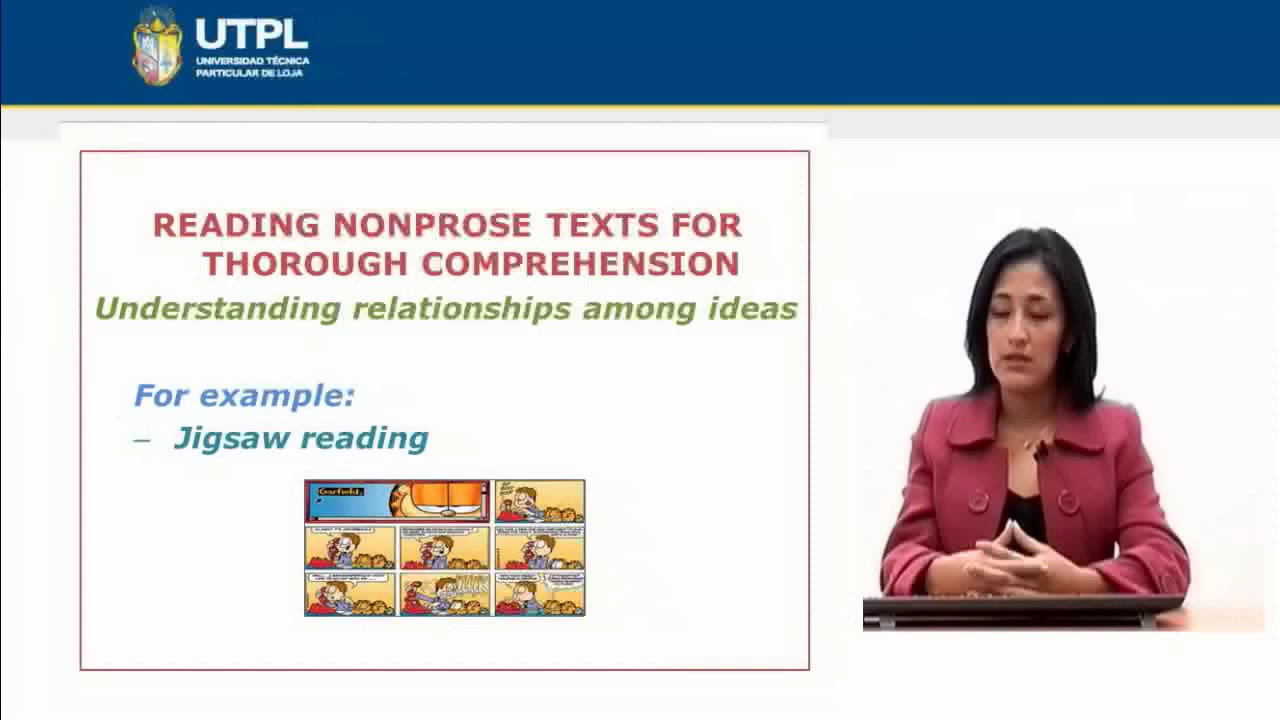 UTPL
UNIVERSIDAD TÉCNICA
PARTICULAR DE LOJA
READING NONPROSE TEXTS FOR
THOROUGH COMPREHENSION
Understanding relationships among ideas
For example:
– Jigsaw reading
Garfield